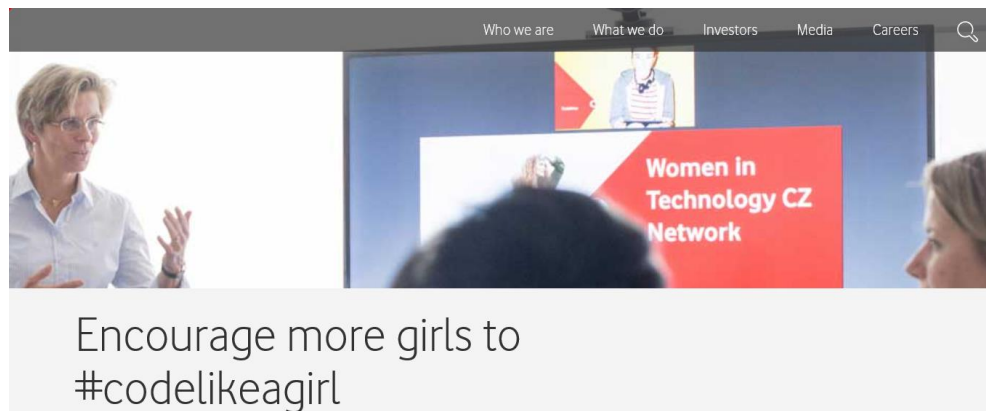 Who we are What we do Investors Media Careers
Women in
Technology CZ
Network
Encourage more girls to
#codelikeagirl